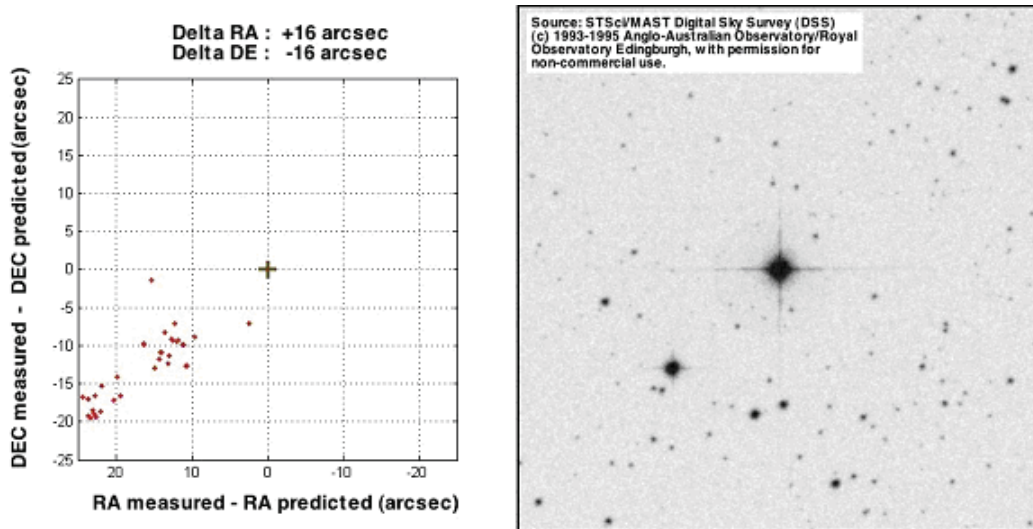 Delta RA : +16 arcsec
Delta DE : -16 arcsec
DEC measured - DEC predicted (arcsec)
25
20
15
10
5
0
-5
-10
-15
-20
-25
20 10 0 -10 -20
RA measured - RA predicted (arcsec)
Source: STScI/MAST Digital Sky Survey (DSS)
(c) 1993-1995 Anglo-Australian Observatory/Royal
Observatory Edingburgh, with permission for
non-commercial use.